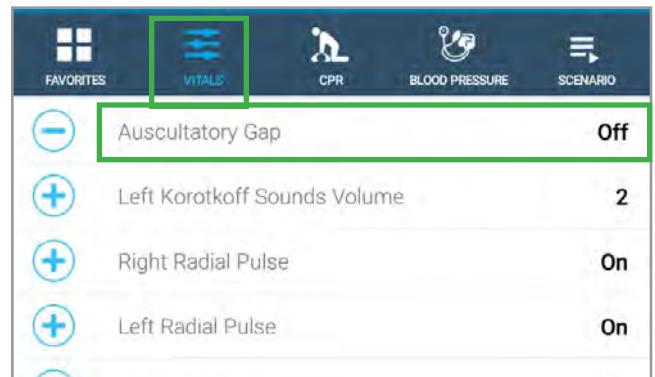 FAVORITES VITALS CPR BLOOD PRESSURE SCENARIO
Auscultatory Gap Off
Left Korotkoff Sounds Volume 2
Right Radial Pulse On
Left Radial Pulse On